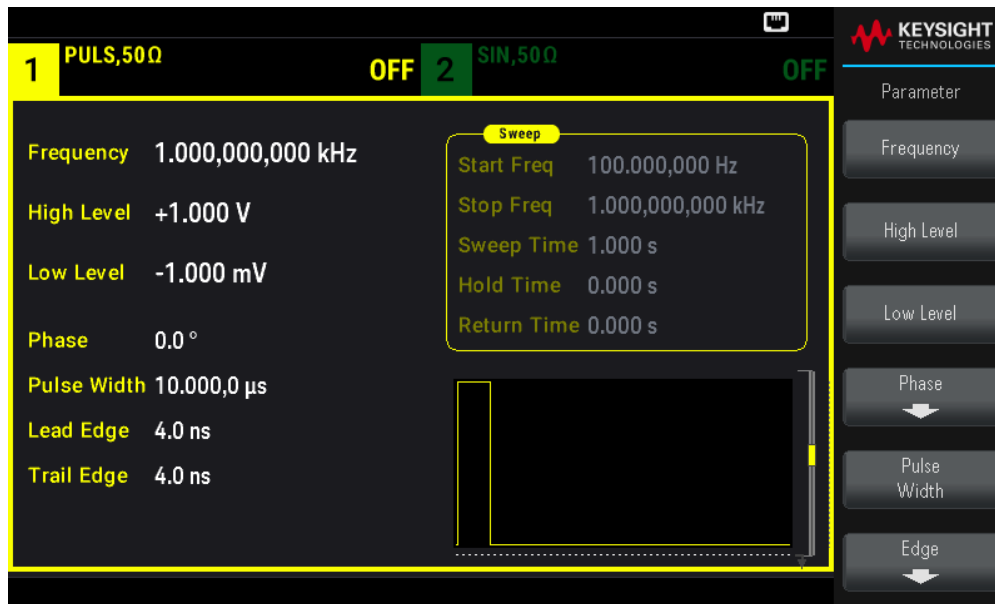 KEYSIGHT
TECHNOLOGIES
1 PULS,50Ω OFF 2 SIN,50Ω OFF
Parameter
Frequency 1.000,000,000 kHz
High Level +1.000 V
Low Level -1.000 mV
Phase 0.0 °
Pulse Width 10.000,0 µs
Lead Edge 4.0 ns
Trail Edge 4.0 ns
Sweep
Start Freq 100.000,000 Hz
Stop Freq 1.000,000,000 kHz
Sweep Time 1.000 s
Hold Time 0.000 s
Return Time 0.000 s
Frequency
High Level
Low Level
Phase
Pulse
Width
Edge